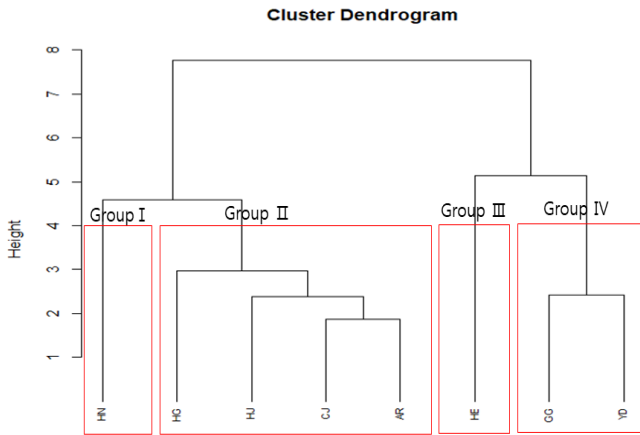 Cluster Dendrogram
Height
8
7
6
5
4
3
2
1
Group Ⅰ
Group Ⅱ
Group Ⅲ
Group Ⅳ
HN
HG
HJ
CJ
AR
HE
GG
YD